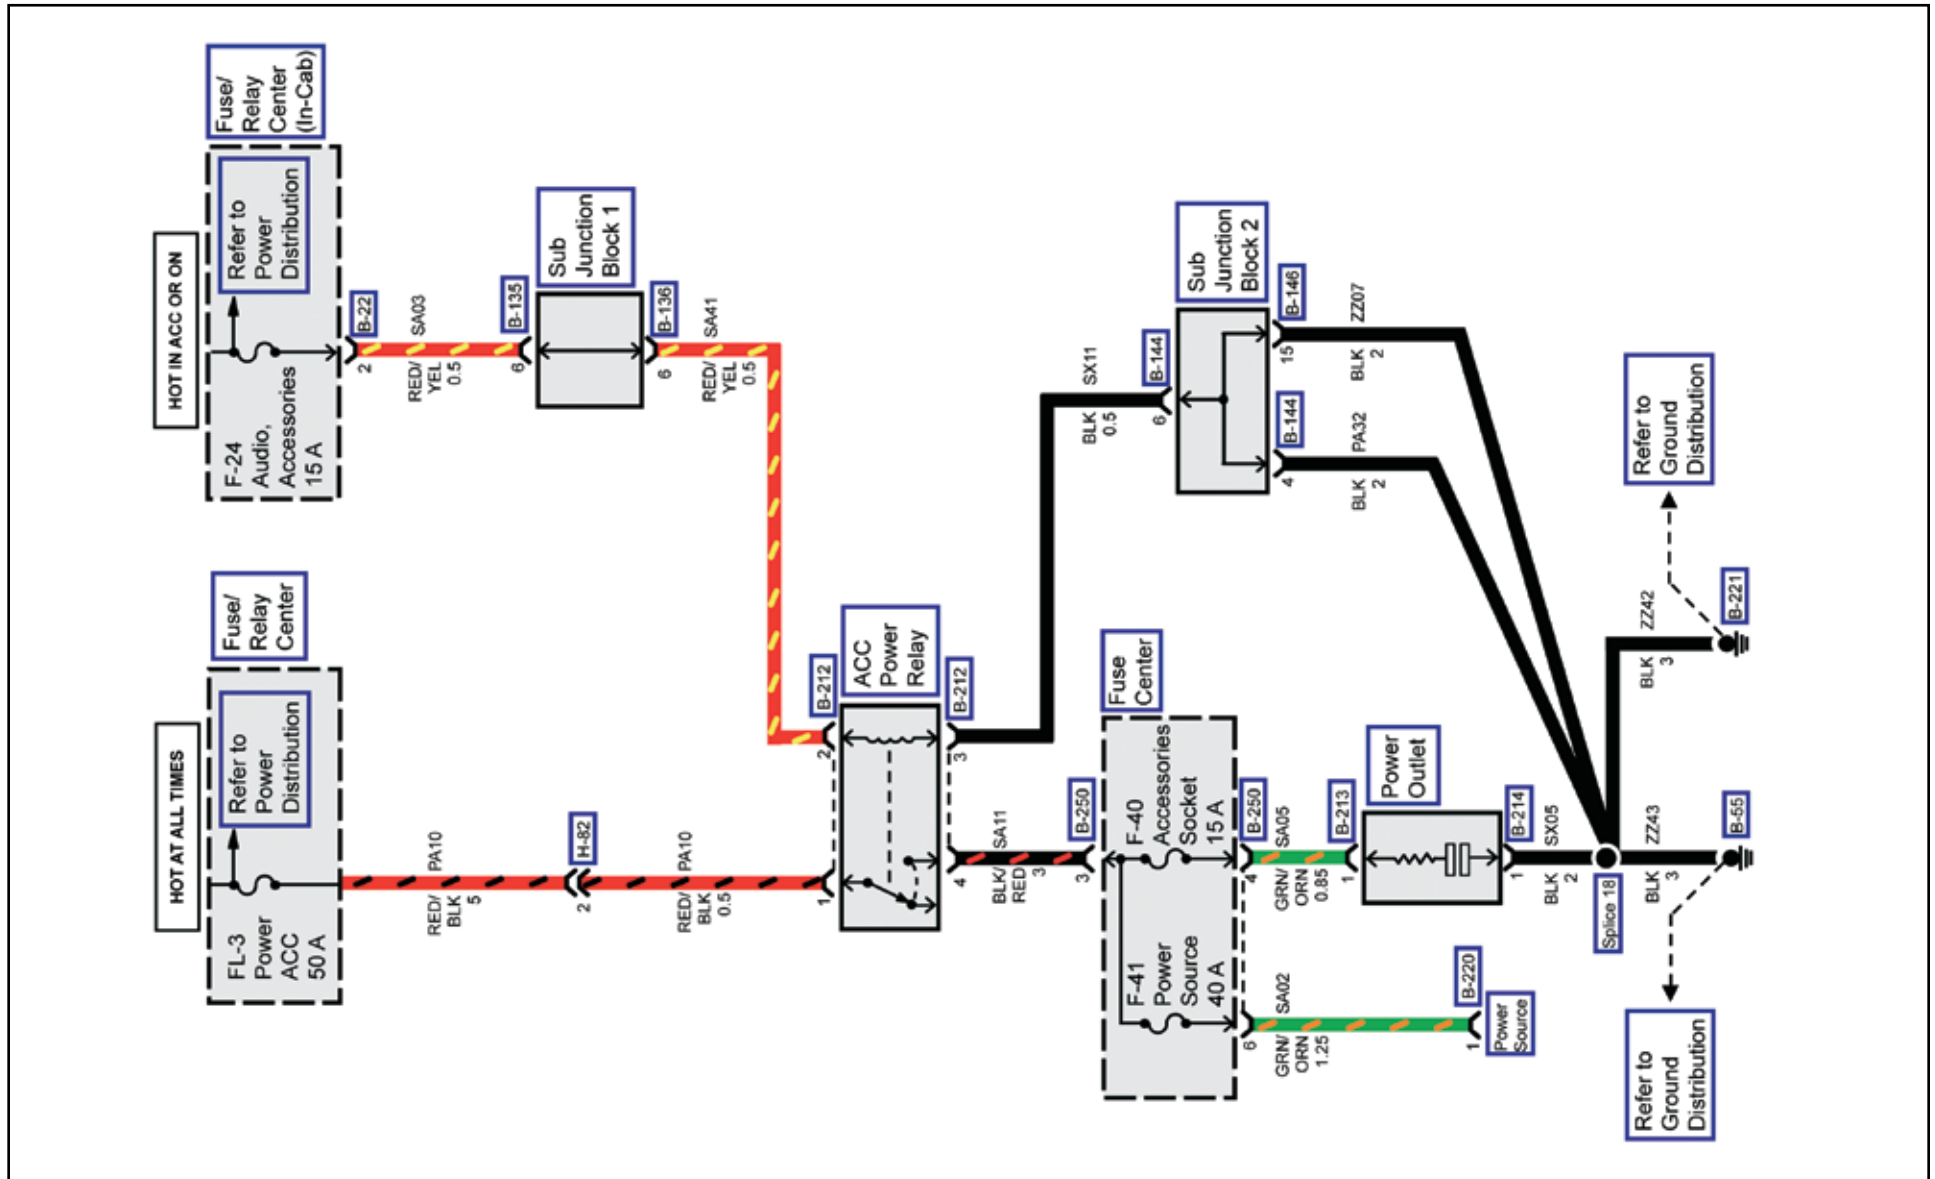 HOT AT ALL TIMES
HOT IN ACC OR ON
Fuse/
Relay
Center
FL-3
Power
ACC
50 A
Refer to
Power
Distribution
Fuse/
Relay
Center
(In-Cab)
F-24
Audio,
Accessories
15 A
Refer to
Power
Distribution
2
B-22
RED/
YEL
0.5
SA03
6
B-135
Sub
Junction
Block 1
6
B-136
RED/
YEL
0.5
SA41
RED/
BLK
5
PA10
2
H-82
RED/
BLK
0.5
PA10
1
2
B-212
ACC
Power
Relay
4
3
B-212
BLK/
RED
3
SA11
3
B-250
BLK
0.5
SX11
6
B-144
Sub
Junction
Block 2
4
B-144
15
B-146
BLK
2
PA32
BLK
2
ZZ07
Fuse
Center
F-41
Power
Source
40 A
F-40
Accessories
Socket
15 A
6
4
B-250
GRN/
ORN
1.25
SA02
GRN/
ORN
0.85
SA05
1
B-213
Power
Outlet
1
B-220
Power
Source
1
B-214
BLK
2
SX05
Splice 18
BLK
3
ZZ43
BLK
3
ZZ42
B-55
B-221
Refer to
Ground
Distribution
Refer to
Ground
Distribution